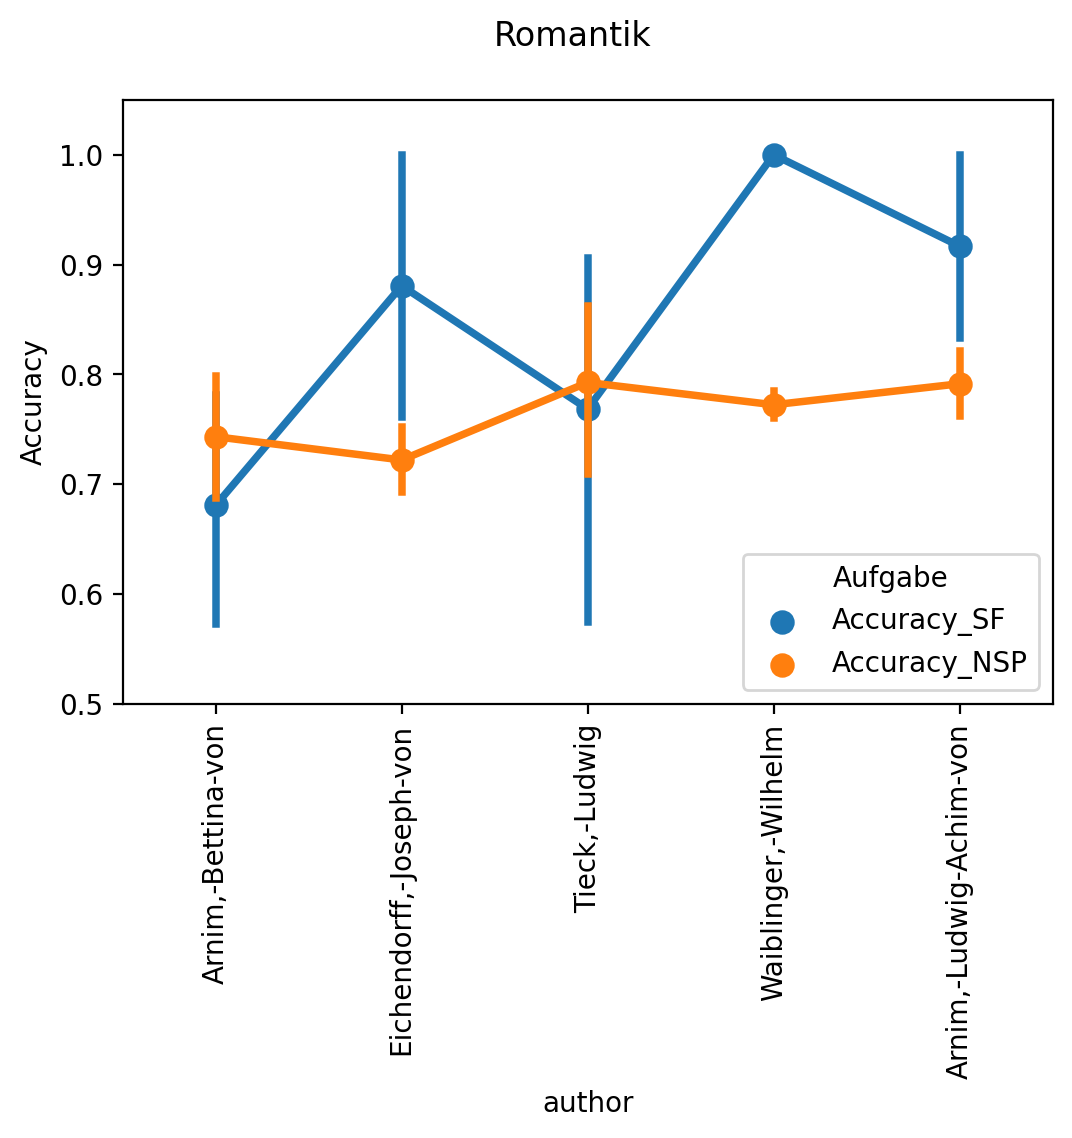 Romantik
1.0
0.9
0.8
0.7
0.6
0.5
Accuracy
Aufgabe
Accuracy_SF
Accuracy_NSP
Arnim,-Bettina-von
Eichendorff,-Joseph-von
Tieck,-Ludwig
Waiblinger,-Wilhelm
Arnim,-Ludwig-Achim-von
author